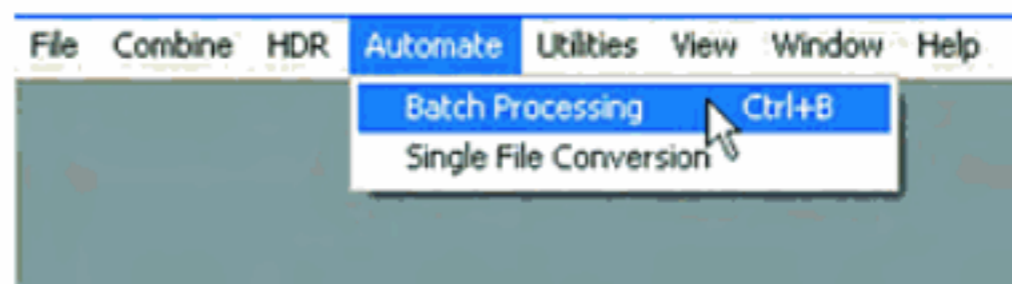 File Combine HDR Automate Utilities View Window Help
Batch Processing Ctrl+B
Single File Conversion